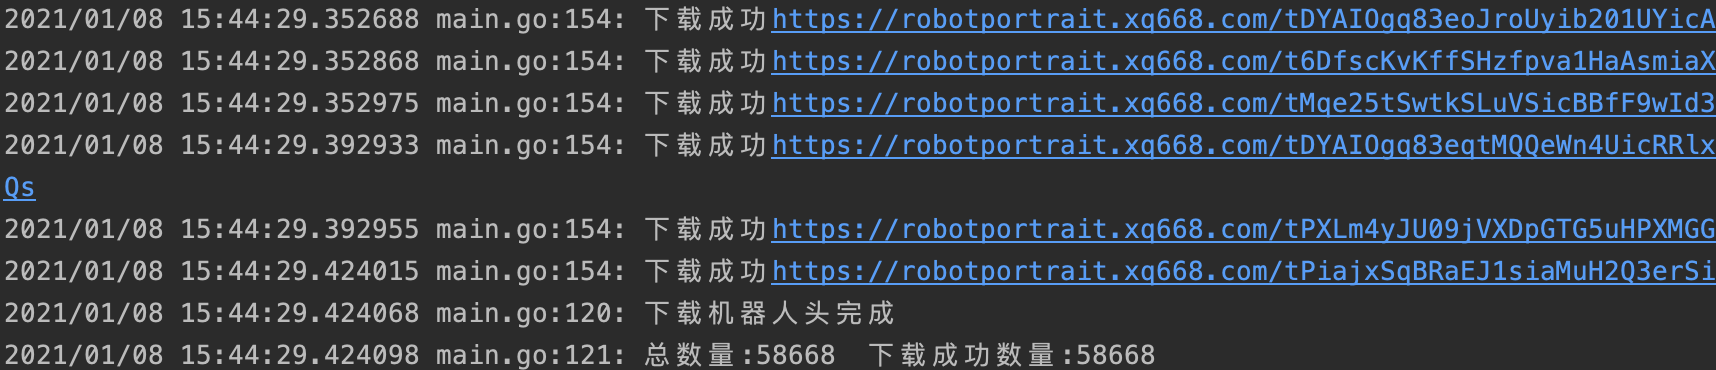 2021/01/08 15:44:29.352688 main.go:154: 下载成功https://robotportrait.xq668.com/tDYAIOgq83eoJroUyib201UYicA
2021/01/08 15:44:29.352868 main.go:154: 下载成功https://robotportrait.xq668.com/t6DfscKvKffSHzfpva1HaAsmiaX
2021/01/08 15:44:29.352975 main.go:154: 下载成功https://robotportrait.xq668.com/tMqe25tSwtkSLuVSicBBfF9wId3
2021/01/08 15:44:29.392933 main.go:154: 下载成功https://robotportrait.xq668.com/tDYAIOgq83eqtMQQeWn4UicRRlx
Qs
2021/01/08 15:44:29.392955 main.go:154: 下载成功https://robotportrait.xq668.com/tPXLm4yJU09jVXDpGTG5uHPXMGG
2021/01/08 15:44:29.424015 main.go:154: 下载成功https://robotportrait.xq668.com/tPiajxSqBRaEJ1siaMuH2Q3erSi
2021/01/08 15:44:29.424068 main.go:120: 下载机器人头完成
2021/01/08 15:44:29.424098 main.go:121: 总数量:58668  下载成功数量:58668